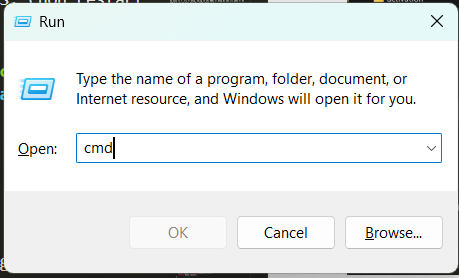 Run
Type the name of a program, folder, document, or
Internet resource, and Windows will open it for you.
Open: cmd
OK Cancel Browse...